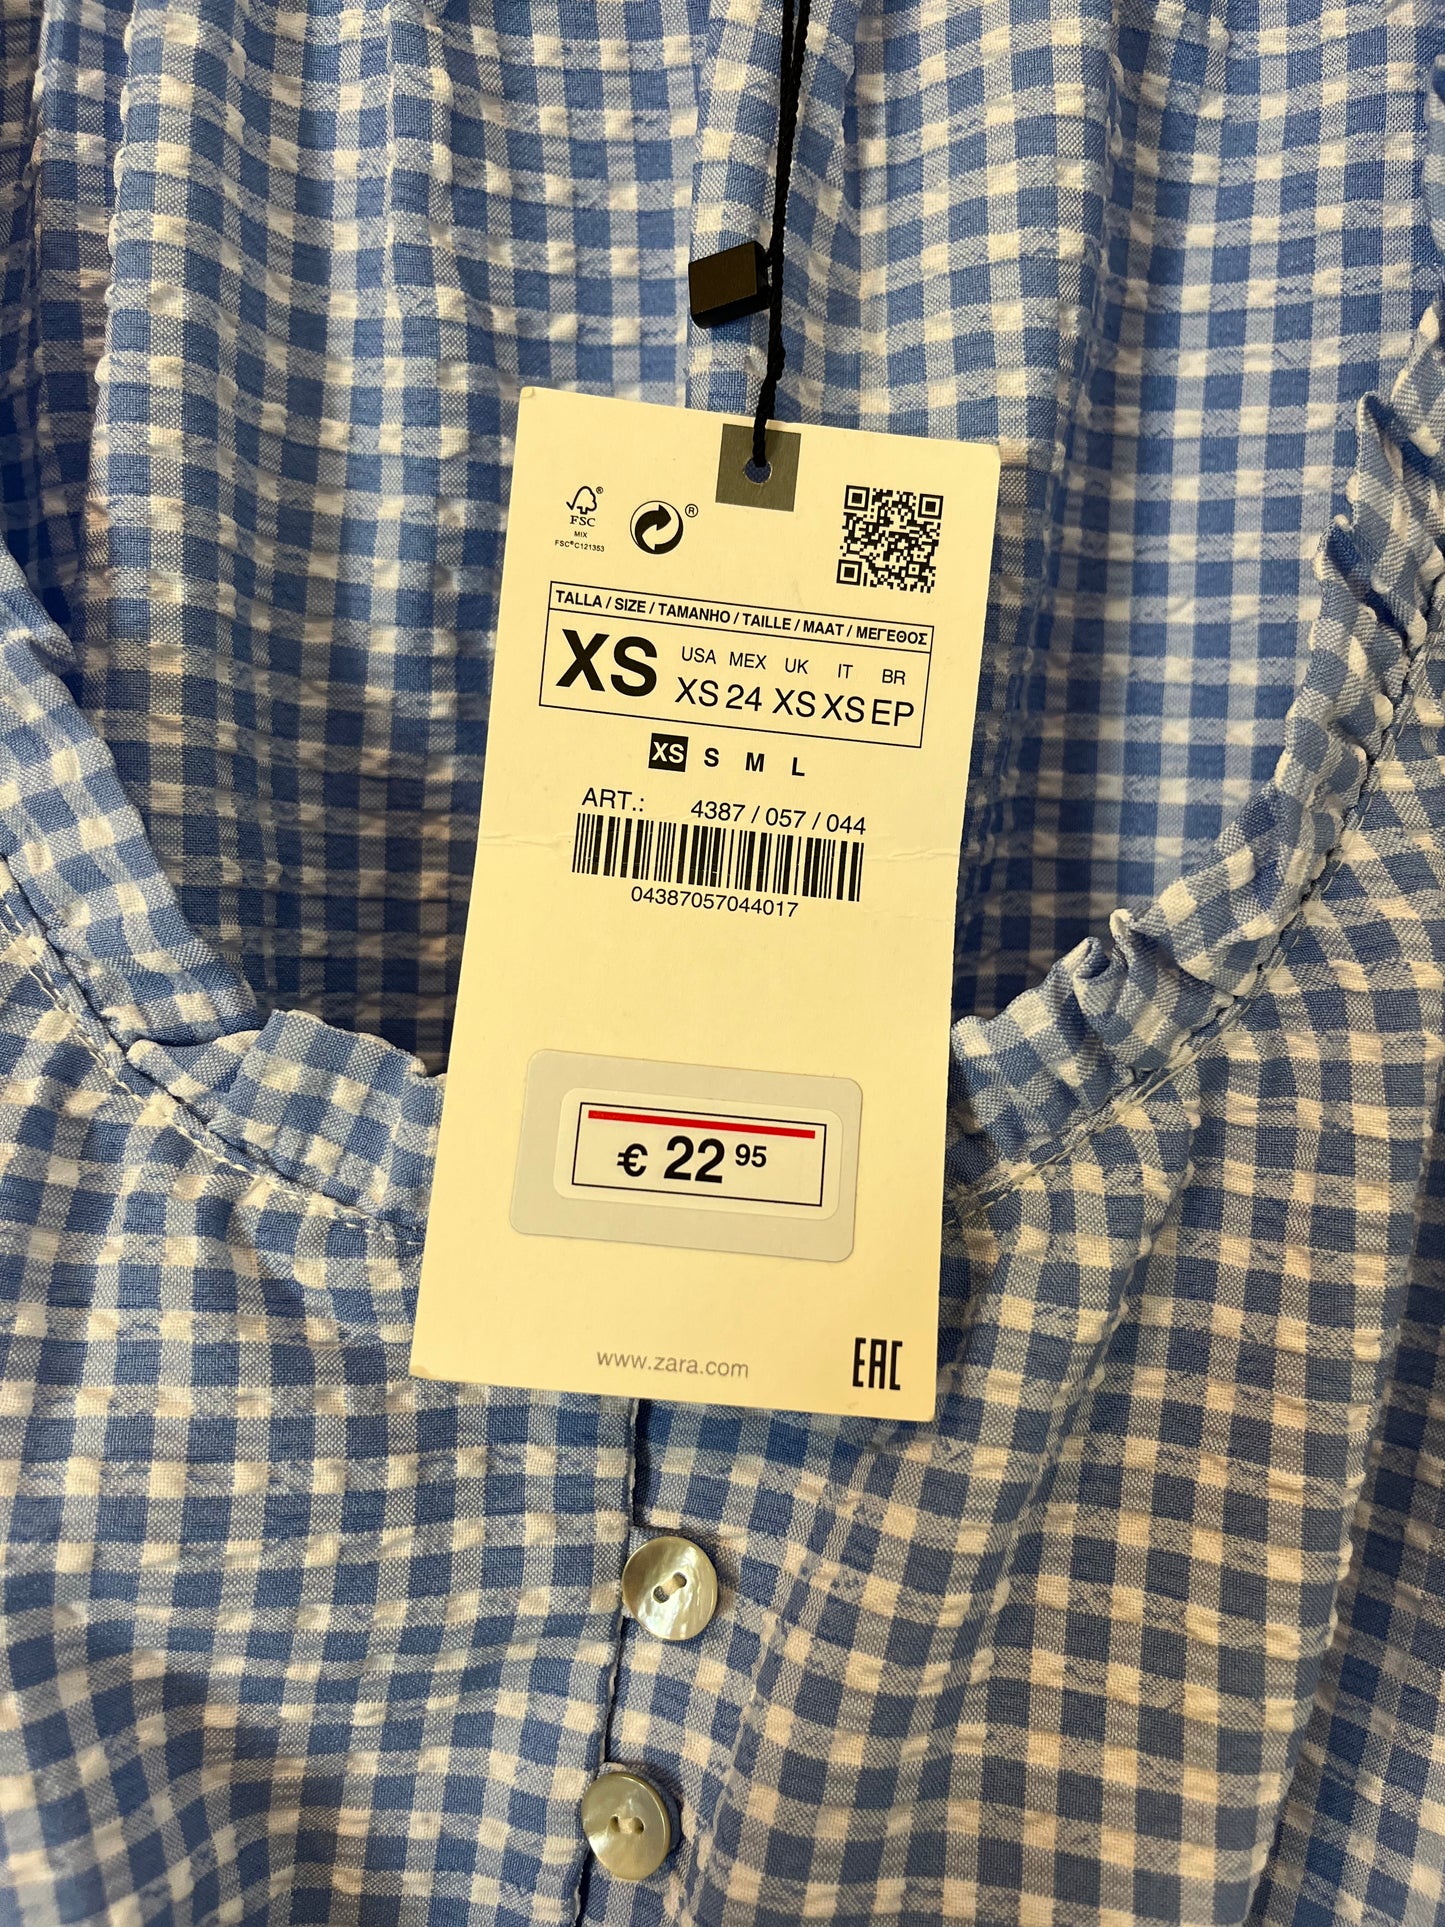 FSC®
MIX
FSC®C121353
®
TALLA / SIZE / TAMANHO / TAILLE / MAAT / ΜΕΓΕΘΟΣ
XS
USA MEX UK IT BR
XS 24 XS XS EP
XS S M L
ART.: 4387 / 057 / 044
04387057044017
€ 22 95
www.zara.com
EAC